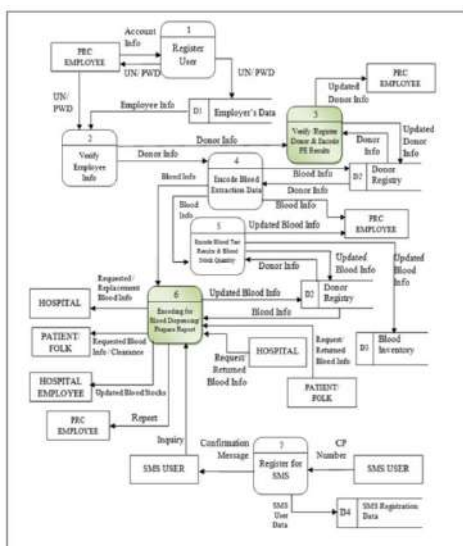 PRC
EMPLOYEE
Account
Info
1
Register
User
UN/ PWD
UN/ PWD
PRC
EMPLOYEE
UN/
PWD
Employee Info
D1
Employer's Data
Updated
Donor Info
3
Verify/Register
Donor & Encode
PE Results
2
Verify
Employee
Info
Donor Info
Donor
Info
Updated
Donor
Info
Donor Info
4
Encode Blood
Extraction Data
Blood Info
Donor Info
D2
Donor
Registry
Blood Info
Blood
Info
Updated Blood Info
PRC
EMPLOYEE
5
Encode Blood Test
Results & Blood
Stock Quantity
Donor Info
Updated
Blood Info
Updated
Blood
Info
Requested/
Replacement
Blood Info
HOSPITAL
6
Encoding for
Blood Dispensing/
Prepare Report
Updated Blood Info
D2
Donor
Registry
Blood Info
PATIENT/
FOLK
Requested Blood
Info / Clearance
HOSPITAL
Request/
Returned
Blood Info
Request/
Returned
Blood Info
D3
Blood
Inventory
HOSPITAL
EMPLOYEE
Updated Blood Stocks
PATIENT/
FOLK
PRC
EMPLOYEE
Report
Inquiry
Confirmation
Message
7
Register for
SMS
CP
Number
SMS USER
SMS USER
SMS
User
Data
D4
SMS Registration
Data